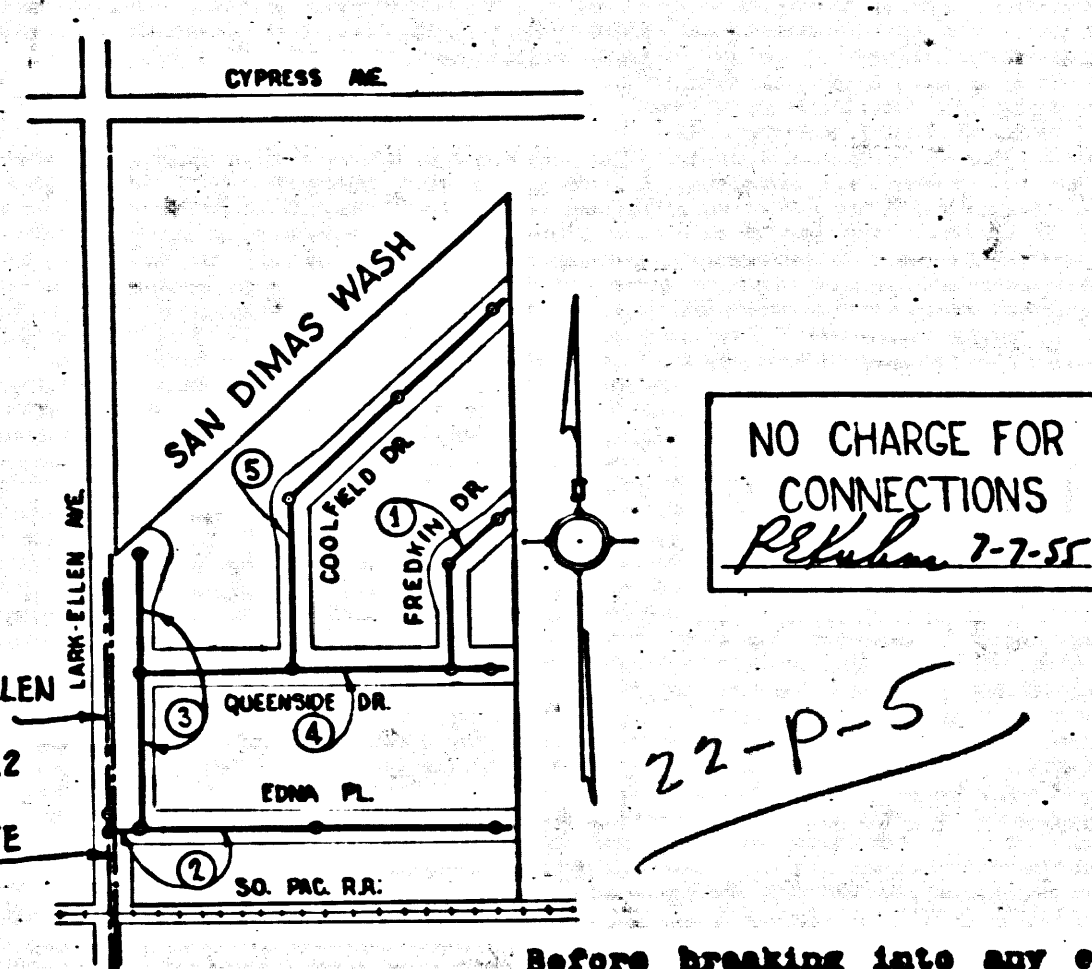 CYPRESS AVE.
SAN DIMAS WASH
5
COOLFIELD DR.
1
FREDKIN DR.
NO CHARGE FOR
CONNECTIONS
7-7-55
LARK-ELLEN AVE.
LEN
3
QUEENSIDE DR.
4
2
22-P-5
EDNA PL.
TE
2
SO. PAC. R.R.
Before breaking into any